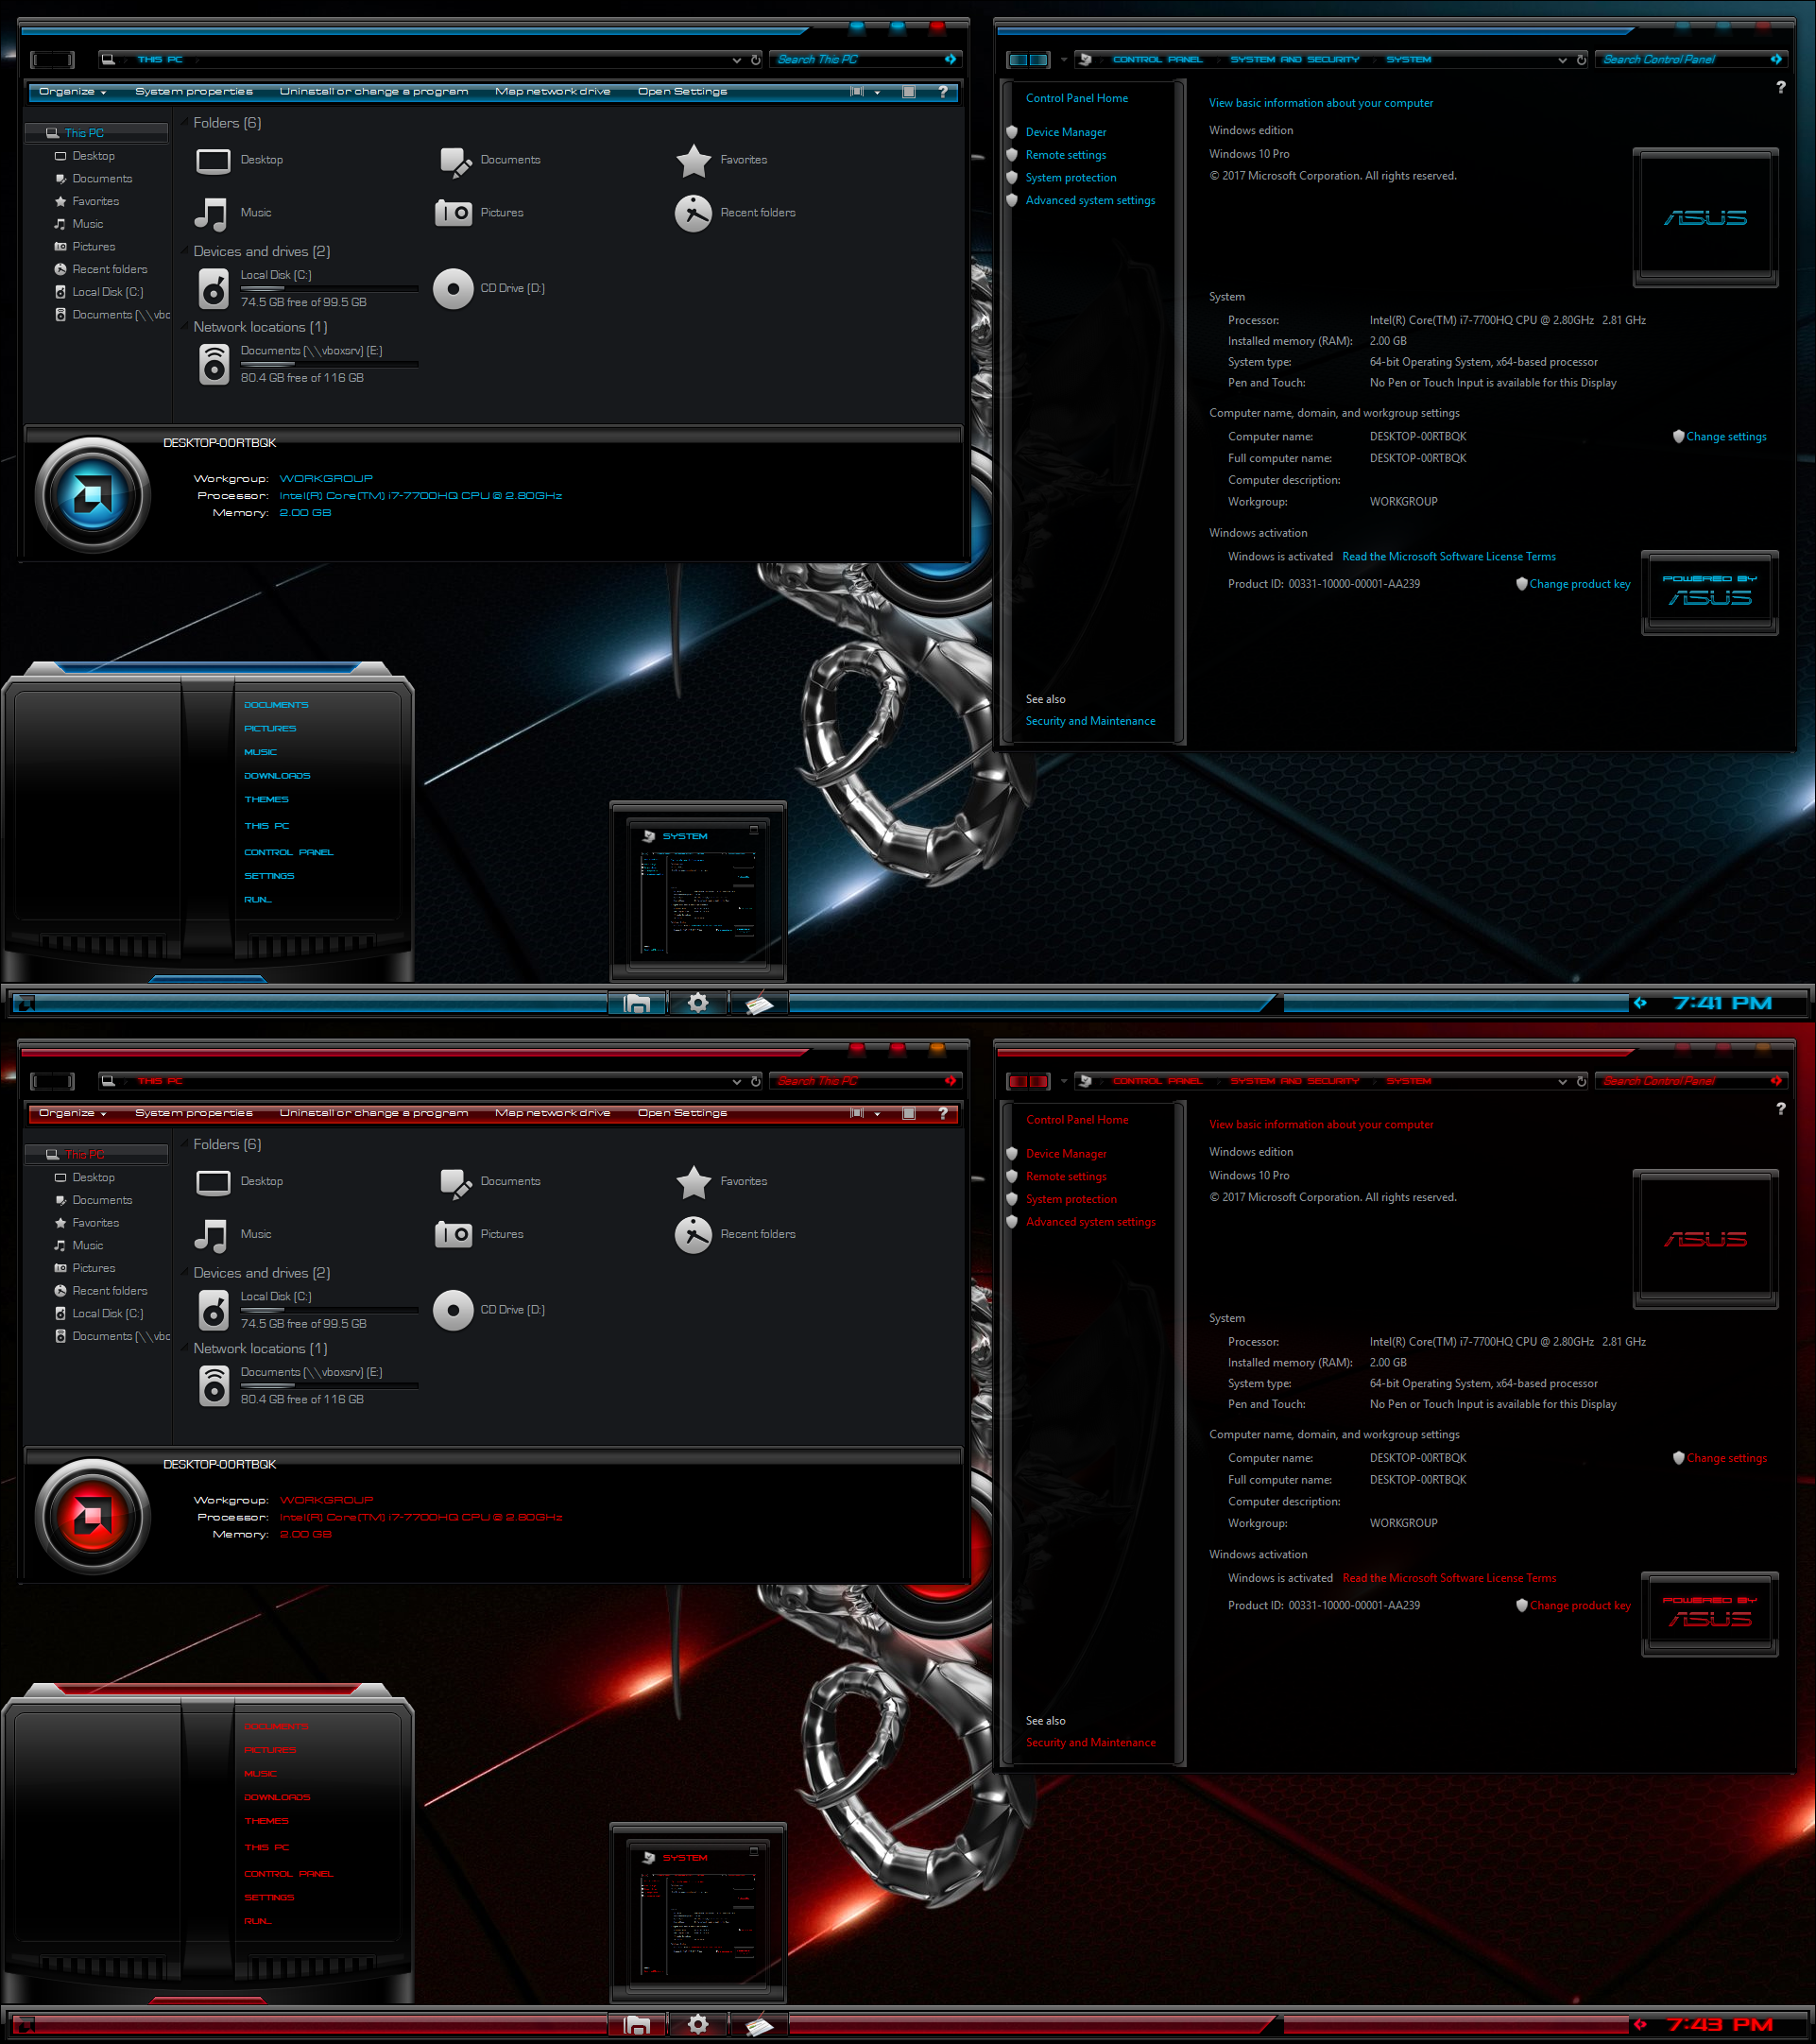 THIS PC
Search This PC
Organize
System properties
Uninstall or change a program
Map network drive
Open Settings
?
This PC
Desktop
Documents
Favorites
Music
Pictures
Recent folders
Local Disk (C:)
Documents (\\vbo
Folders (6)
Desktop
Documents
Favorites
Music
Pictures
Recent folders
Devices and drives (2)
Local Disk (C:)
74.5 GB free of 99.5 GB
CD Drive (D:)
Network locations (1)
Documents (\\vboxsrv) (E:)
80.4 GB free of 116 GB
DESKTOP-00RTBQK
Workgroup: WORKGROUP
Processor: Intel(R) Core(TM) i7-7700HQ CPU @ 2.80GHz
Memory: 2.00 GB
CONTROL PANEL
SYSTEM AND SECURITY
SYSTEM
Search Control Panel
?
Control Panel Home
Device Manager
Remote settings
System protection
Advanced system settings
See also
Security and Maintenance
View basic information about your computer
Windows edition
Windows 10 Pro
© 2017 Microsoft Corporation. All rights reserved.
ASUS
System
Processor: Intel(R) Core(TM) i7-7700HQ CPU @ 2.80GHz 2.81 GHz
Installed memory (RAM): 2.00 GB
System type: 64-bit Operating System, x64-based processor
Pen and Touch: No Pen or Touch Input is available for this Display
Computer name, domain, and workgroup settings
Computer name: DESKTOP-00RTBQK
Change settings
Full computer name: DESKTOP-00RTBQK
Computer description:
Workgroup: WORKGROUP
Windows activation
Windows is activated Read the Microsoft Software License Terms
Product ID: 00331-10000-00001-AA239
Change product key
POWERED BY
ASUS
DOCUMENTS
PICTURES
MUSIC
DOWNLOADS
THEMES
THIS PC
CONTROL PANEL
SETTINGS
RUN...
SYSTEM
7:41 PM
THIS PC
Search This PC
Organize
System properties
Uninstall or change a program
Map network drive
Open Settings
?
This PC
Desktop
Documents
Favorites
Music
Pictures
Recent folders
Local Disk (C:)
Documents (\\vbo
Folders (6)
Desktop
Documents
Favorites
Music
Pictures
Recent folders
Devices and drives (2)
Local Disk (C:)
74.5 GB free of 99.5 GB
CD Drive (D:)
Network locations (1)
Documents (\\vboxsrv) (E:)
80.4 GB free of 116 GB
DESKTOP-00RTBQK
Workgroup: WORKGROUP
Processor: Intel(R) Core(TM) i7-7700HQ CPU @ 2.80GHz
Memory: 2.00 GB
CONTROL PANEL
SYSTEM AND SECURITY
SYSTEM
Search Control Panel
?
Control Panel Home
Device Manager
Remote settings
System protection
Advanced system settings
See also
Security and Maintenance
View basic information about your computer
Windows edition
Windows 10 Pro
© 2017 Microsoft Corporation. All rights reserved.
ASUS
System
Processor: Intel(R) Core(TM) i7-7700HQ CPU @ 2.80GHz 2.81 GHz
Installed memory (RAM): 2.00 GB
System type: 64-bit Operating System, x64-based processor
Pen and Touch: No Pen or Touch Input is available for this Display
Computer name, domain, and workgroup settings
Computer name: DESKTOP-00RTBQK
Change settings
Full computer name: DESKTOP-00RTBQK
Computer description:
Workgroup: WORKGROUP
Windows activation
Windows is activated Read the Microsoft Software License Terms
Product ID: 00331-10000-00001-AA239
Change product key
POWERED BY
ASUS
DOCUMENTS
PICTURES
MUSIC
DOWNLOADS
THEMES
THIS PC
CONTROL PANEL
SETTINGS
RUN...
SYSTEM
7:43 PM